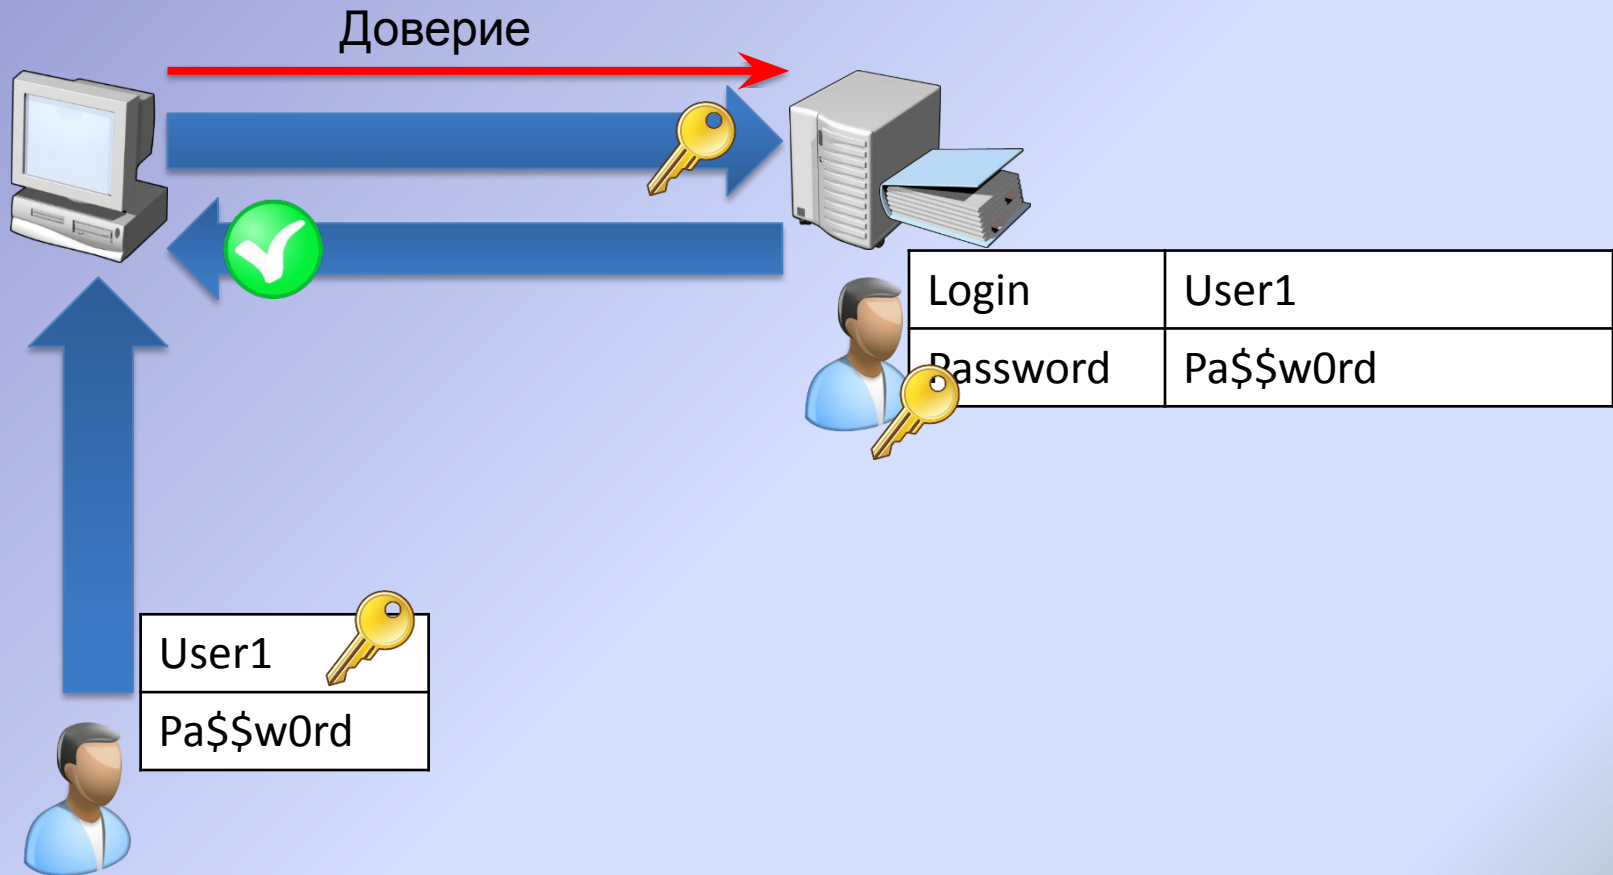 Доверие
Login User1
Password Pa$$w0rd
User1
Pa$$w0rd